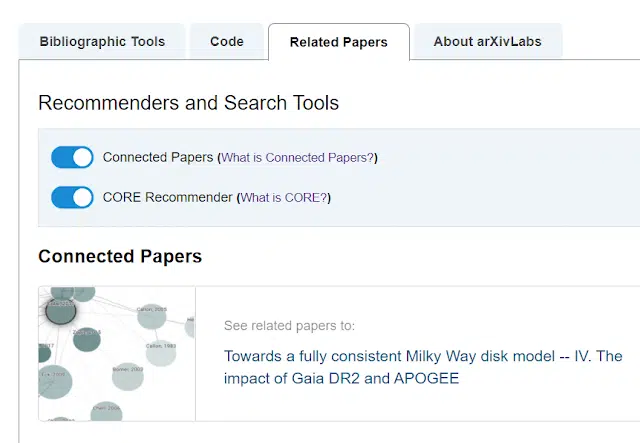 Bibliographic Tools
Code
Related Papers
About arXivLabs
Recommenders and Search Tools
Connected Papers (What is Connected Papers?)
CORE Recommender (What is CORE?)
Connected Papers
See related papers to:
Towards a fully consistent Milky Way disk model -- IV. The
impact of Gaia DR2 and APOGEE